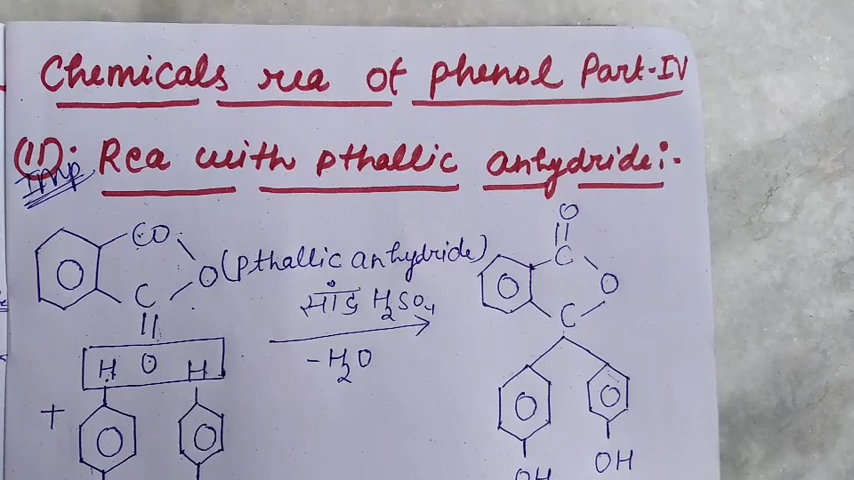 Chemicals rea of phenol Part-IV
(11):- Rea with pthallic anhydride:-
IMP
CO
O (pthallic anhydride)
C
O
H O H
+
सांद्र H2SO4
-H2O
O
C
O
C
OH
OH